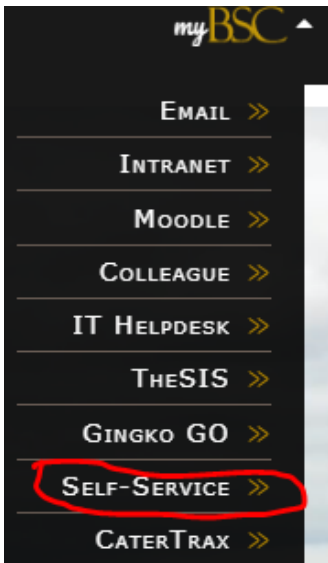 myBSC
Email »
Intranet »
Moodle »
Colleague »
IT Helpdesk »
TheSIS »
Gingko GO »
Self-Service »
CaterTrax »